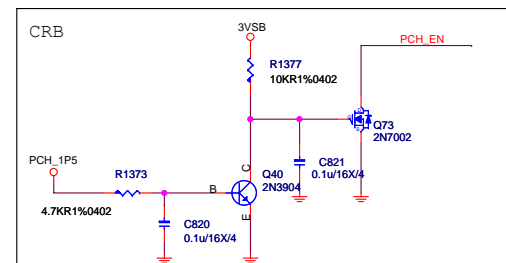 CRB
3VSB
PCH_EN
R1377
10KR1%0402
Q73
2N7002
PCH_1P5
R1373
C
Q40
2N3904
C821
0.1u/16X/4
B
4.7KR1%0402
C820
0.1u/16X/4
E